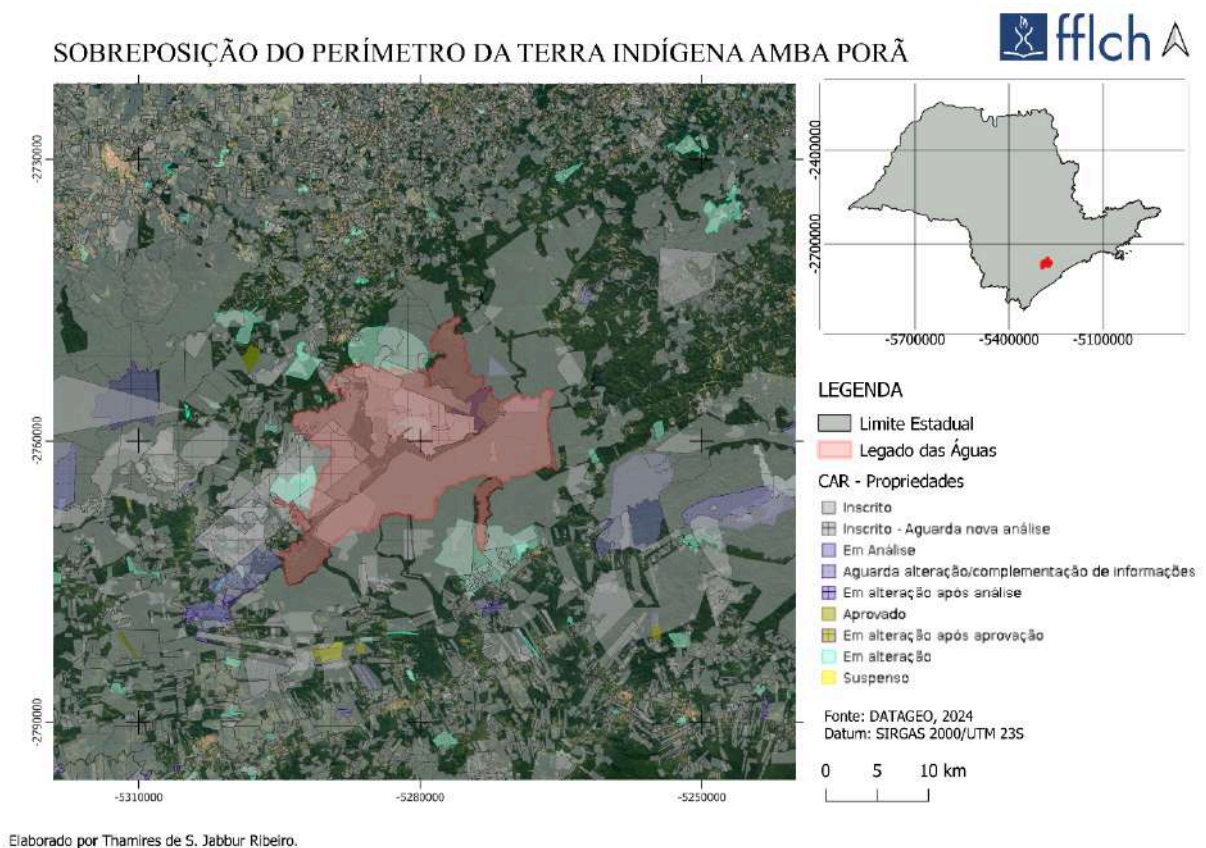 SOBREPOSIÇÃO DO PERÍMETRO DA TERRA INDÍGENA AMBA PORÃ
fflch
-2730000
-2760000
-2790000
-5310000
-5280000
-5250000
-2400000
-2700000
-5700000
-5400000
-5100000
LEGENDA
Limite Estadual
Legado das Águas
CAR - Propriedades
Inscrito
Inscrito - Aguarda nova análise
Em Análise
Aguarda alteração/complementação de informações
Em alteração após análise
Aprovado
Em alteração após aprovação
Em alteração
Suspenso
Fonte: DATAGEO, 2024
Datum: SIRGAS 2000/UTM 23S
0 5 10 km
Elaborado por Thamires de S. Jabbur Ribeiro.